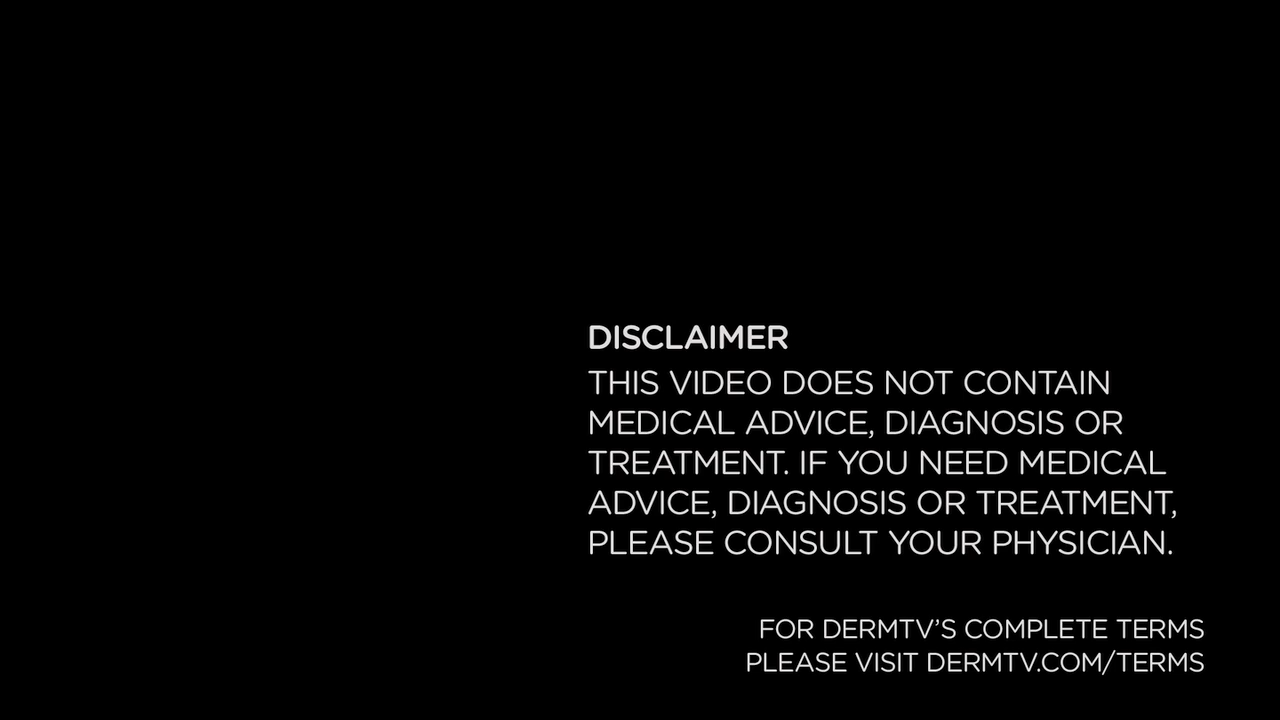 DISCLAIMER
THIS VIDEO DOES NOT CONTAIN
MEDICAL ADVICE, DIAGNOSIS OR
TREATMENT. IF YOU NEED MEDICAL
ADVICE, DIAGNOSIS OR TREATMENT,
PLEASE CONSULT YOUR PHYSICIAN.
FOR DERMTV’S COMPLETE TERMS
PLEASE VISIT DERMTV.COM/TERMS